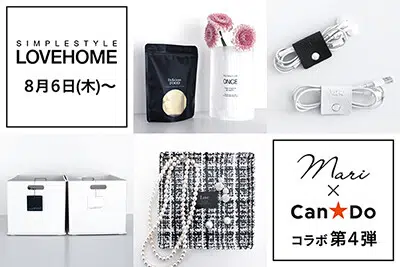 SIMPLESTYLE
LOVEHOME
8月6日(木)～
ONCE
Mari
×
Can★Do
コラボ 第4弾